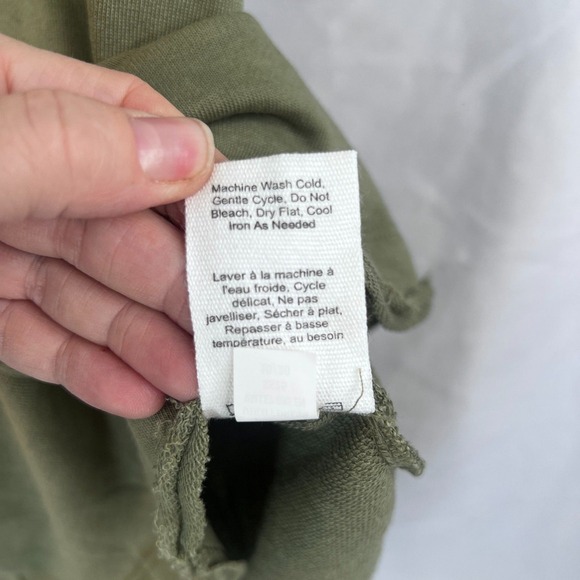 Machine Wash Cold,
Gentle Cycle, Do Not
Bleach, Dry Flat, Cool
Iron As Needed
Laver à la machine à
l'eau froide, Cycle
délicat, Ne pas
javelliser, Sécher à plat,
Repasser à basse
température, au besoin